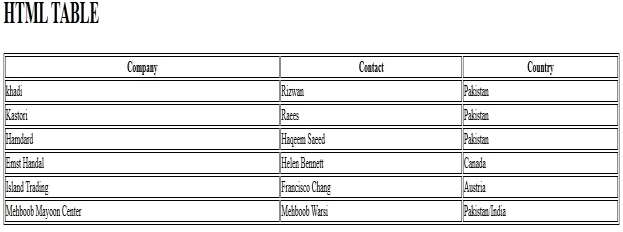 HTML TABLE
Company Contact Country
khadi Rizwan Pakistan
Kastori Raees Pakistan
Hamdard Haqeem Saeed Pakistan
Ernst Handal Helen Bennett Canada
Island Trading Francisco Chang Austria
Mehboob Mayoon Center Mehboob Warsi Pakistan/India